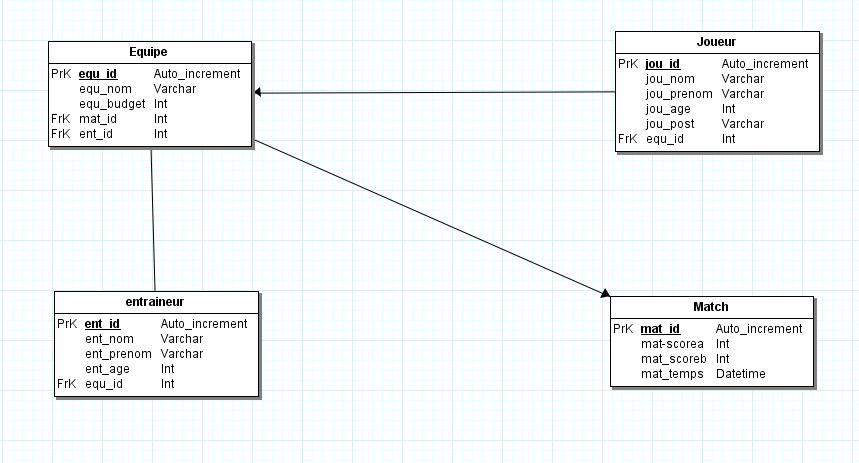 Equipe
PrK equ_id Auto_increment
equ_nom Varchar
equ_budget Int
FrK mat_id Int
FrK ent_id Int
Joueur
PrK jou_id Auto_increment
jou_nom Varchar
jou_prenom Varchar
jou_age Int
jou_post Varchar
FrK equ_id Int
entraineur
PrK ent_id Auto_increment
ent_nom Varchar
ent_prenom Varchar
ent_age Int
FrK equ_id Int
Match
PrK mat_id Auto_increment
mat-scorea Int
mat_scoreb Int
mat_temps Datetime